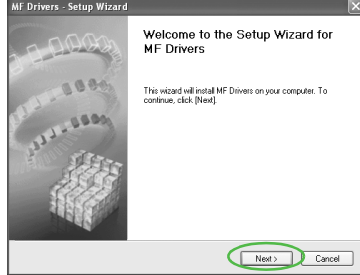 MF Drivers - Setup Wizard
Welcome to the Setup Wizard for
MF Drivers
This wizard will install MF Drivers on your computer. To
continue, click [Next].
Next >
Cancel